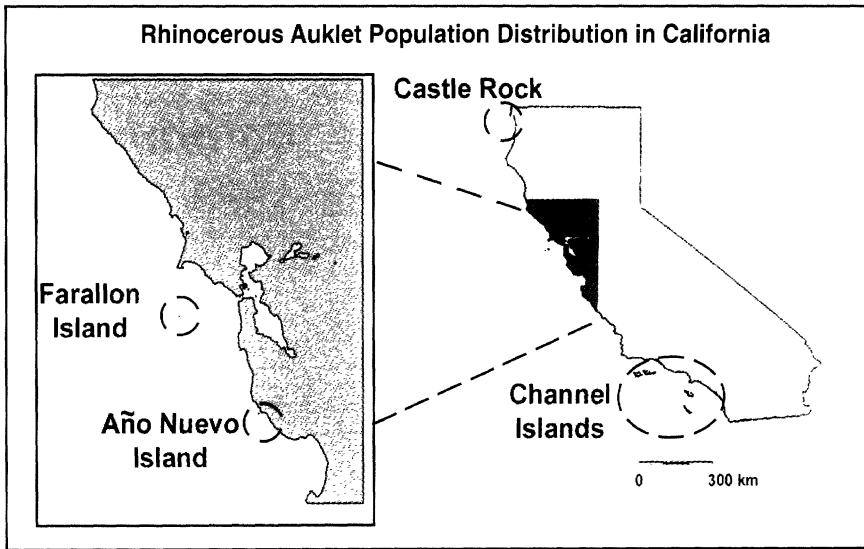 Rhinocerous Auklet Population Distribution in California
Castle Rock
Farallon
Island
Año Nuevo
Island
Channel
Islands
0 300 km